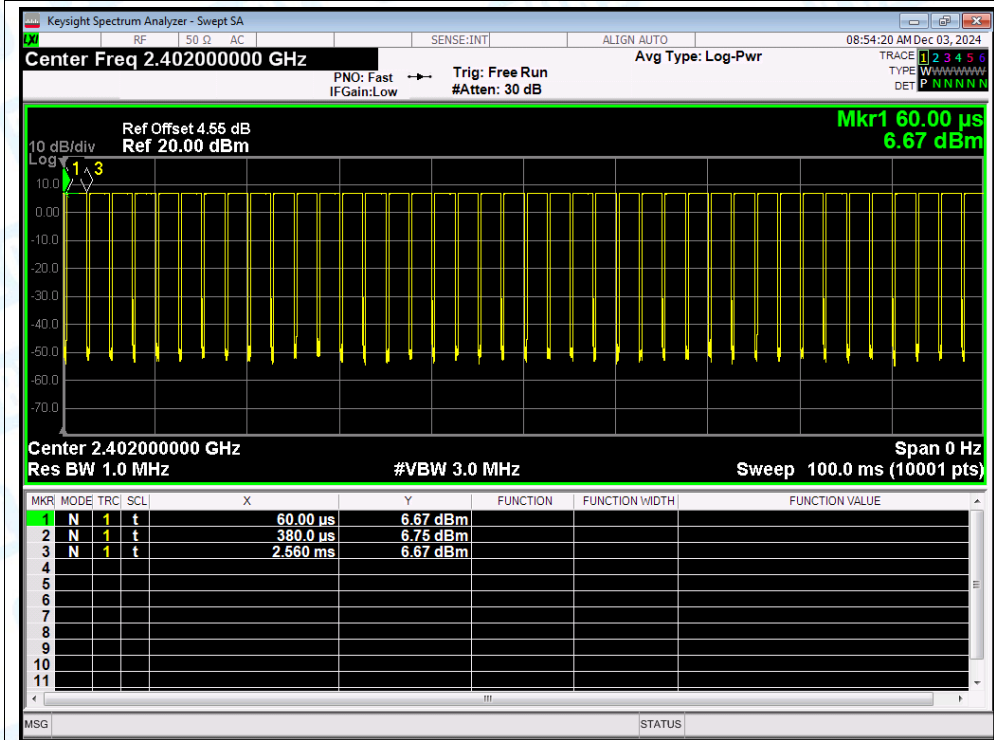 Keysight Spectrum Analyzer - Swept SA
LXI RF 50 Ω AC SENSE:INT ALIGN AUTO 08:54:20 AM Dec 03, 2024
Center Freq 2.402000000 GHz Avg Type: Log-Pwr TRACE 1 2 3 4 5 6
PNO: Fast Trig: Free Run TYPE WWWWWW
IFGain:Low #Atten: 30 dB DET P N N N N N
Mkr1 60.00 µs
6.67 dBm
Ref Offset 4.55 dB
10 dB/div Ref 20.00 dBm
Log
1 3
10.0
0.00
-10.0
-20.0
-30.0
-40.0
-50.0
-60.0
-70.0
Center 2.402000000 GHz Span 0 Hz
Res BW 1.0 MHz #VBW 3.0 MHz Sweep 100.0 ms (10001 pts)
MKR MODE TRC SCL X Y FUNCTION FUNCTION WIDTH FUNCTION VALUE
1 N 1 t 60.00 µs 6.67 dBm
2 N 1 t 380.0 µs 6.75 dBm
3 N 1 t 2.560 ms 6.67 dBm
4
5
6
7
8
9
10
11
MSG STATUS